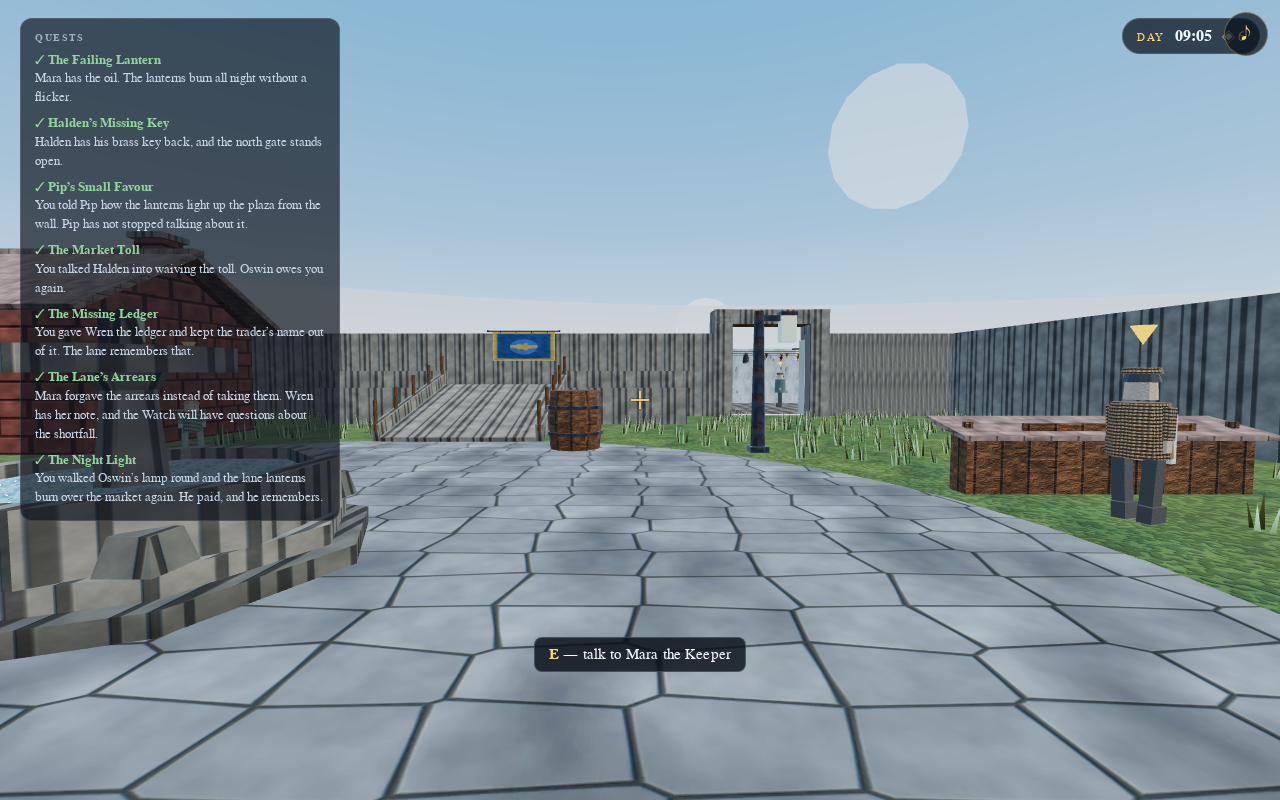 QUESTS
✓ The Failing Lantern
Mara has the oil. The lanterns burn all night without a
flicker.
✓ Halden’s Missing Key
Halden has his brass key back, and the north gate stands
open.
✓ Pip’s Small Favour
You told Pip how the lanterns light up the plaza from the
wall. Pip has not stopped talking about it.
✓ The Market Toll
You talked Halden into waiving the toll. Oswin owes you
again.
✓ The Missing Ledger
You gave Wren the ledger and kept the trader’s name out
of it. The lane remembers that.
✓ The Lane’s Arrears
Mara forgave the arrears instead of taking them. Wren
has her note, and the Watch will have questions about
the shortfall.
✓ The Night Light
You walked Oswin’s lamp round and the lane lanterns
burn over the market again. He paid, and he remembers.
DAY 09:05
E — talk to Mara the Keeper